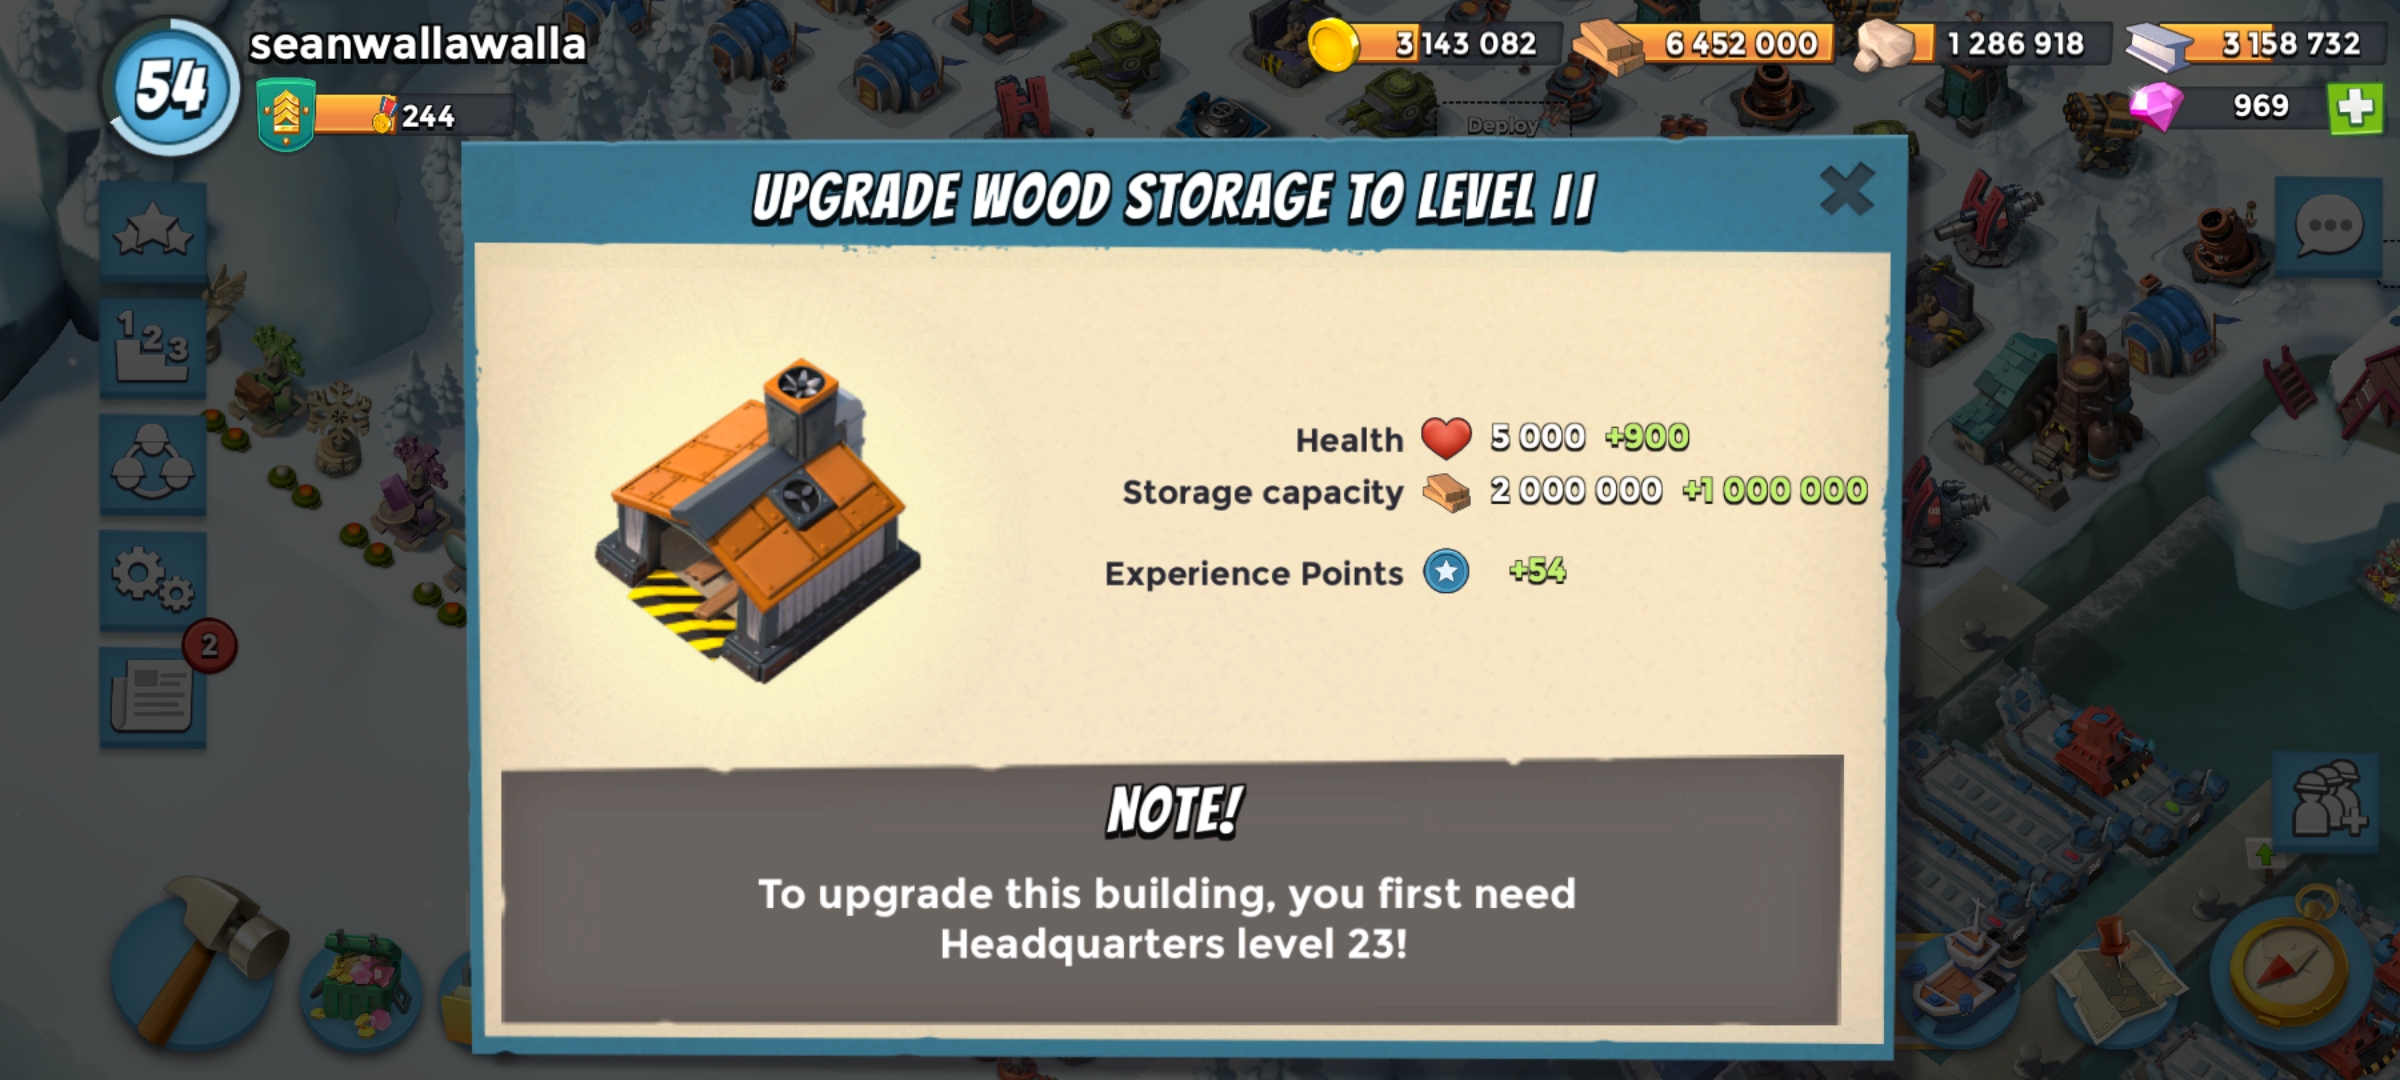 54
seanwallawalla
244
3 143 082
6 452 000
1 286 918
3 158 732
969
Deploy
UPGRADE WOOD STORAGE TO LEVEL 11
123
2
Health 5 000 +900
Storage capacity 2 000 000 +1 000 000
Experience Points +54
NOTE!
To upgrade this building, you first need
Headquarters level 23!